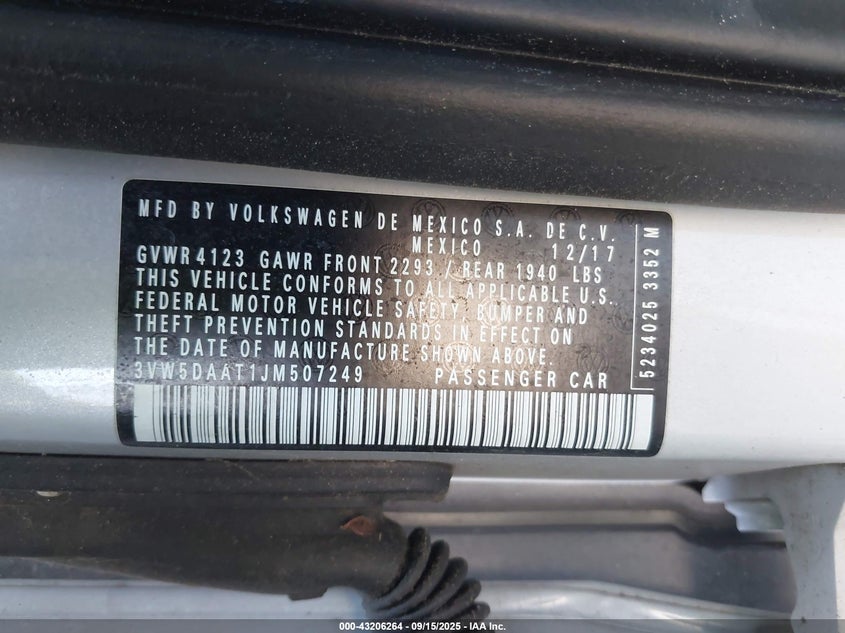 MFD BY VOLKSWAGEN DE MEXICO S.A. DE C.V.
MEXICO 12/17
GVWR 4123 GAWR FRONT 2293 / REAR 1940 LBS
THIS VEHICLE CONFORMS TO ALL APPLICABLE U.S.
FEDERAL MOTOR VEHICLE SAFETY, BUMPER AND
THEFT PREVENTION STANDARDS IN EFFECT ON
THE DATE OF MANUFACTURE SHOWN ABOVE.
3VW5DAAT1JM507249 PASSENGER CAR
5234025 3352 M
000-43206264 - 09/15/2025 - IAA Inc.